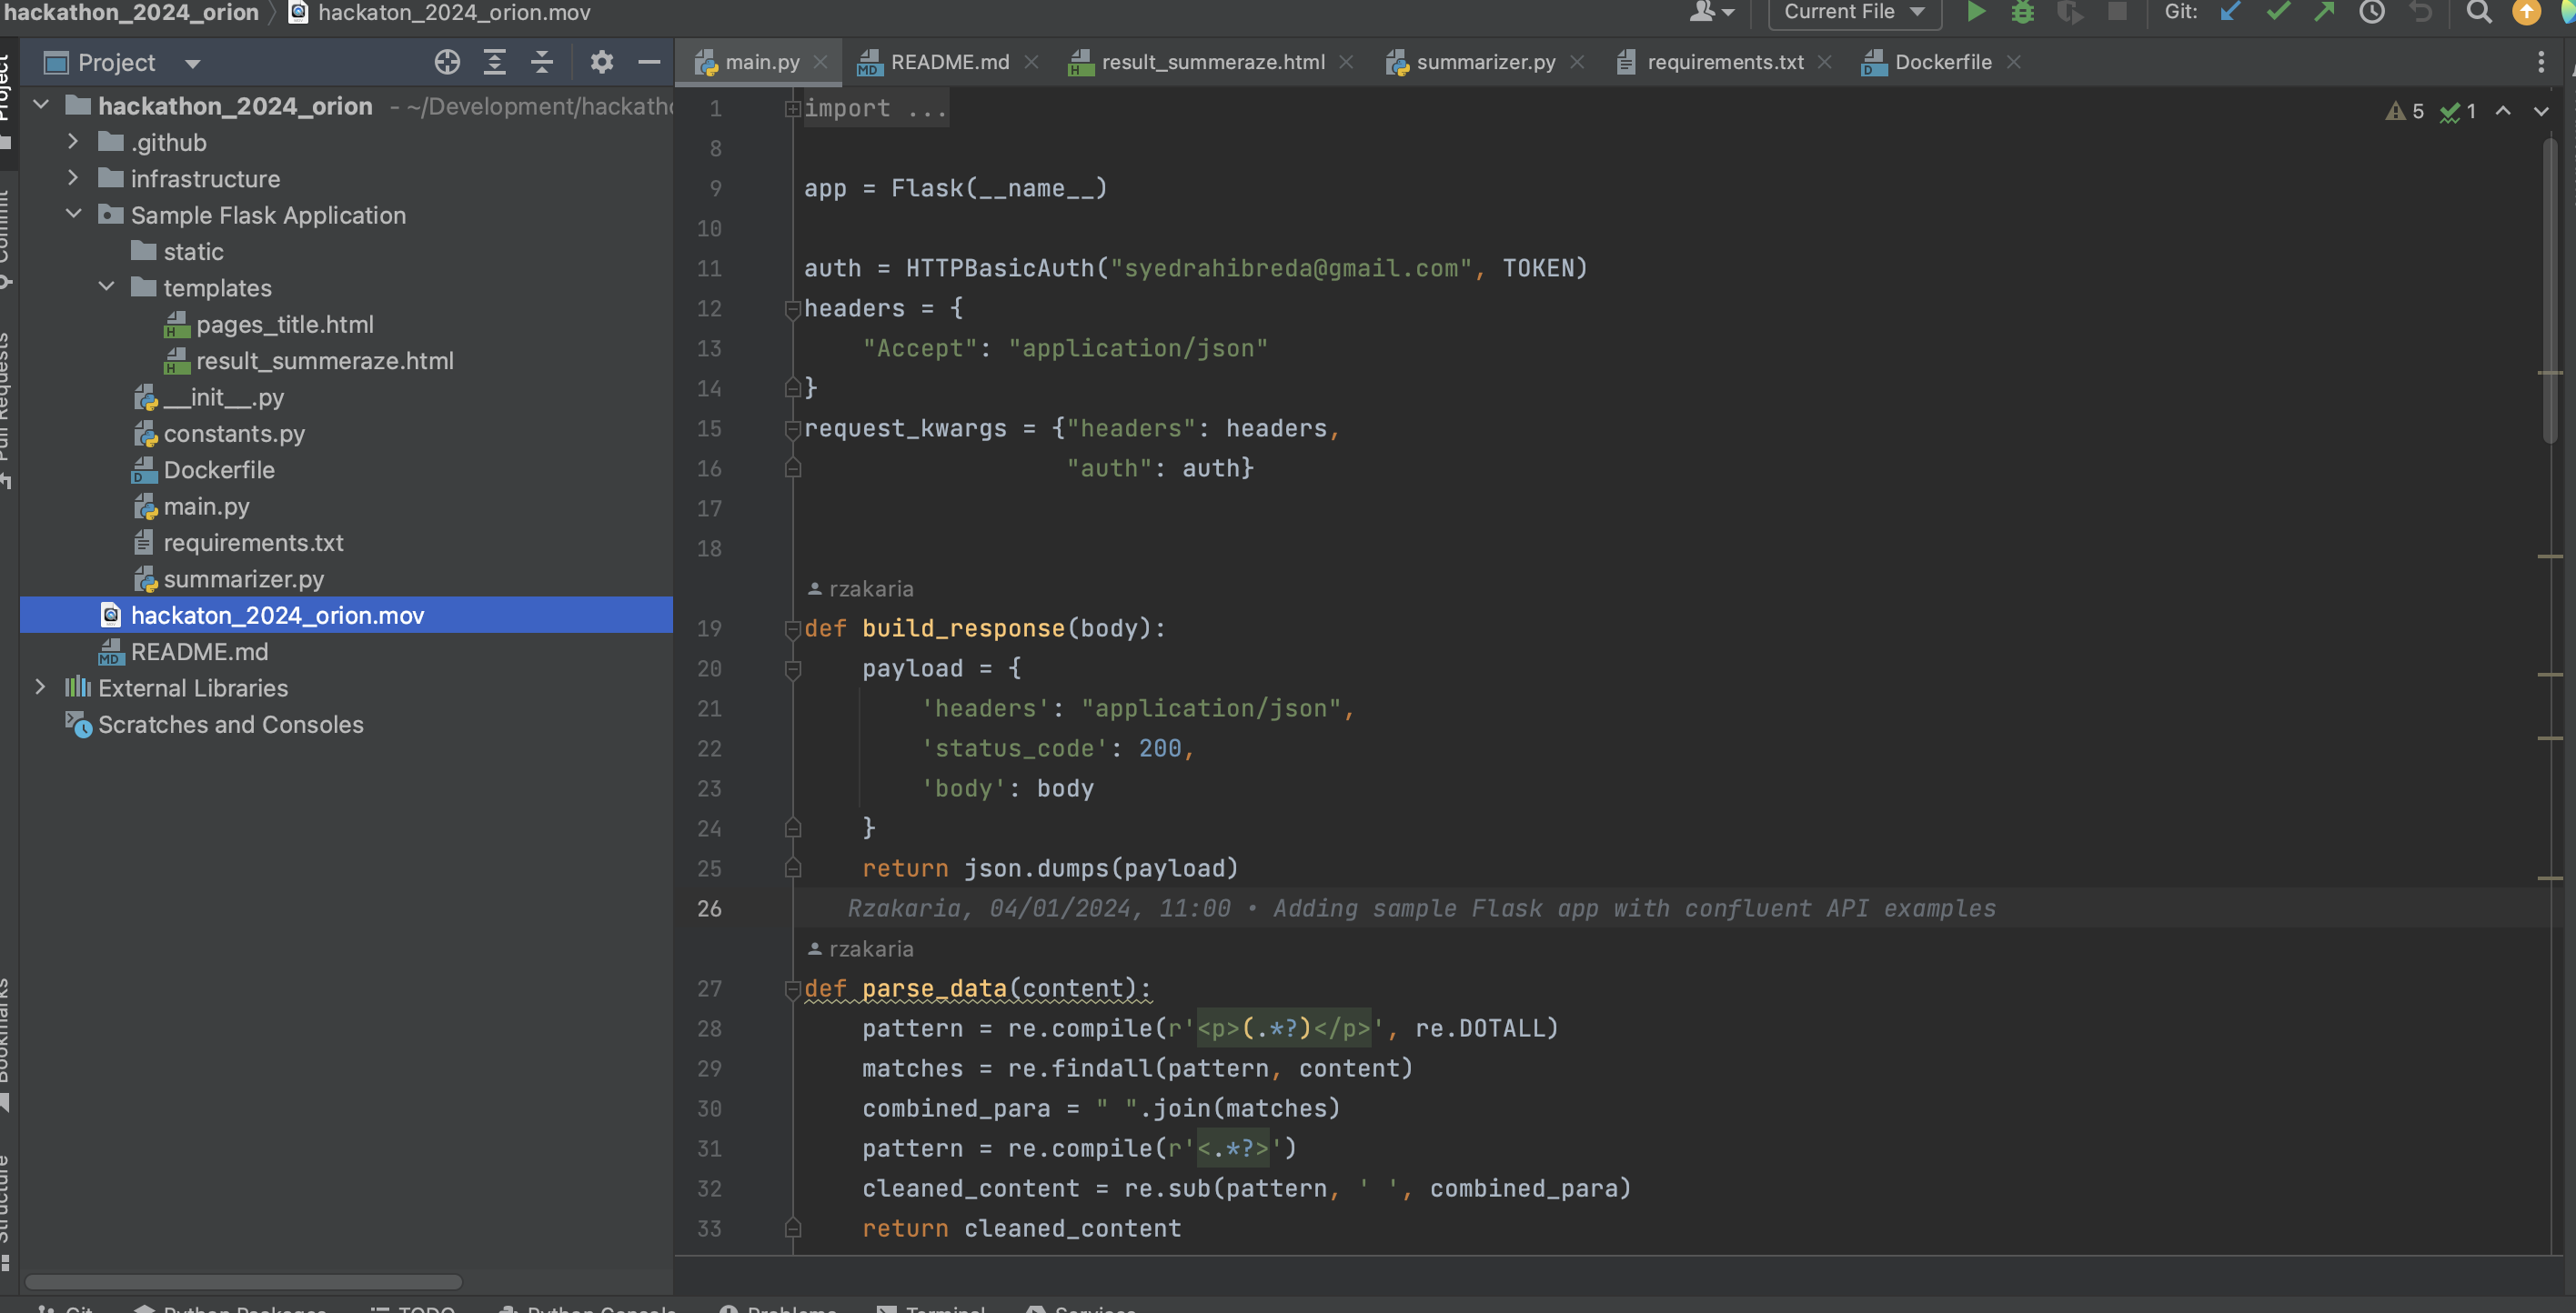 hackathon_2024_orion hackaton_2024_orion.mov Current File Git:
Project
main.py README.md result_summeraze.html summarizer.py requirements.txt Dockerfile
Project
hackathon_2024_orion - ~/Development/hackatho
.github
infrastructure
Sample Flask Application
static
templates
pages_title.html
result_summeraze.html
__init__.py
constants.py
Dockerfile
main.py
requirements.txt
summarizer.py
hackaton_2024_orion.mov
README.md
External Libraries
Scratches and Consoles
Commit
Pull Requests
Bookmarks
Structure
5 1
1 import ...
8
9 app = Flask(__name__)
10
11 auth = HTTPBasicAuth("syedrahibreda@gmail.com", TOKEN)
12 headers = {
13 "Accept": "application/json"
14 }
15 request_kwargs = {"headers": headers,
16 "auth": auth}
17
18
rzakaria
19 def build_response(body):
20 payload = {
21 'headers': "application/json",
22 'status_code': 200,
23 'body': body
24 }
25 return json.dumps(payload)
26 Rzakaria, 04/01/2024, 11:00 • Adding sample Flask app with confluent API examples
rzakaria
27 def parse_data(content):
28 pattern = re.compile(r'<p>(.*?)</p>', re.DOTALL)
29 matches = re.findall(pattern, content)
30 combined_para = " ".join(matches)
31 pattern = re.compile(r'<.*?>')
32 cleaned_content = re.sub(pattern, ' ', combined_para)
33 return cleaned_content
Git Python Packages TODO Python Console Problems Terminal Services